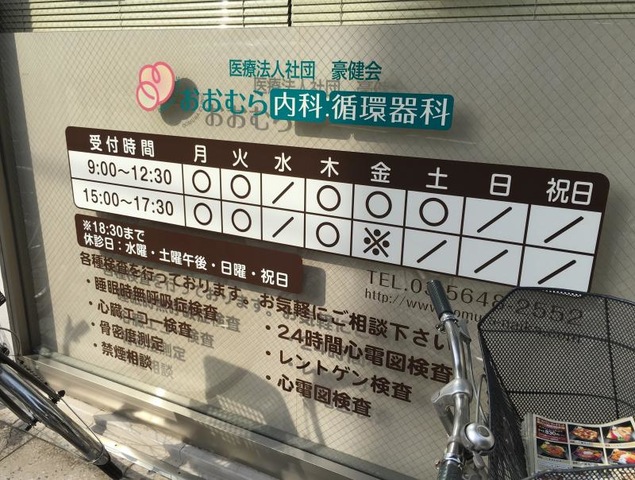 医療法人社団 豪健会
おおむら内科・循環器科
受付時間 月 火 水 木 金 土 日 祝日
9:00〜12:30 ○ ○ ／ ○ ○ ○ ／ ／
15:00〜17:30 ○ ○ ／ ○ ※ ／ ／ ／
※18:30まで
休診日:水曜・土曜午後・日曜・祝日
各種検査を行っております。お気軽にご相談下さい
・睡眠時無呼吸症検査
・心臓エコー検査
・骨密度測定
・禁煙相談
・24時間心電図検査
・レントゲン検査
・心電図検査
TEL.03 5648 2552
http://www